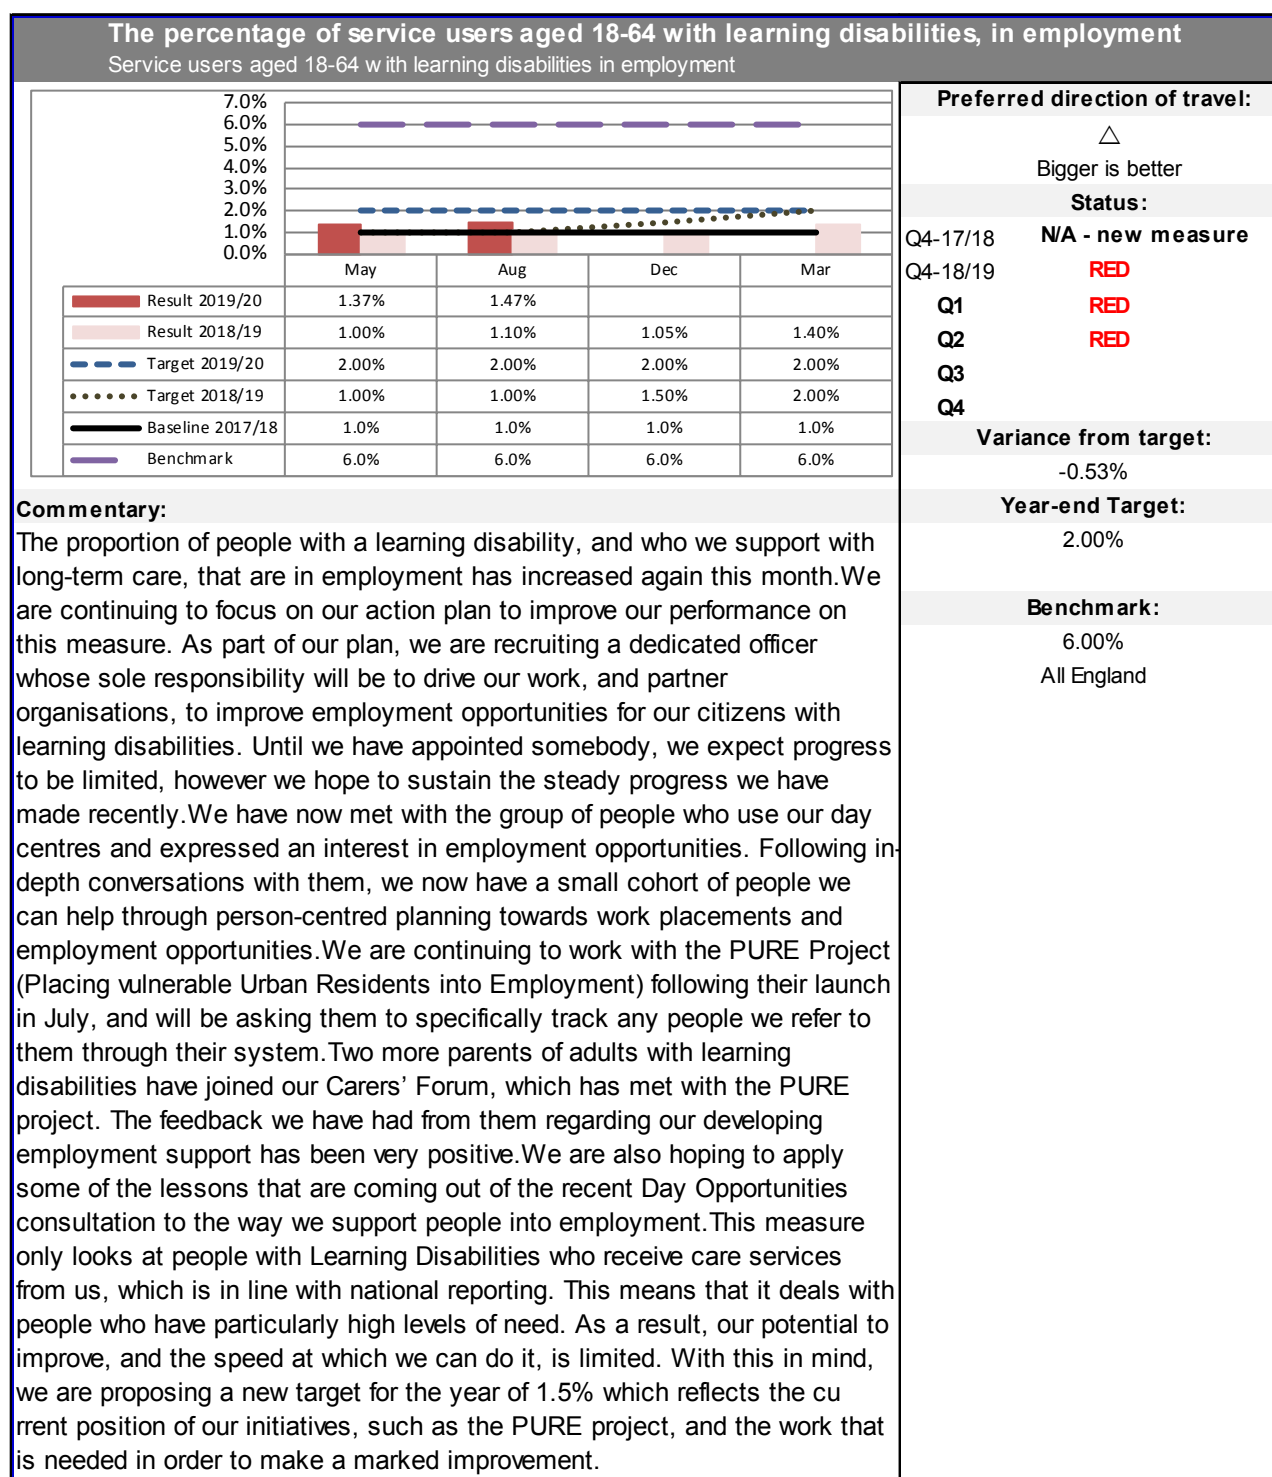 The percentage of service users aged 18-64 with learning disabilities, in employment
Service users aged 18-64 with learning disabilities in employment
7.0%
6.0%
5.0%
4.0%
3.0%
2.0%
1.0%
0.0%
May Aug Dec Mar
Result 2019/20 1.37% 1.47%
Result 2018/19 1.00% 1.10% 1.05% 1.40%
Target 2019/20 2.00% 2.00% 2.00% 2.00%
Target 2018/19 1.00% 1.00% 1.50% 2.00%
Baseline 2017/18 1.0% 1.0% 1.0% 1.0%
Benchmark 6.0% 6.0% 6.0% 6.0%
Preferred direction of travel:
△
Bigger is better
Status:
Q4-17/18 N/A - new measure
Q4-18/19 RED
Q1 RED
Q2 RED
Q3
Q4
Variance from target:
-0.53%
Year-end Target:
2.00%
Benchmark:
6.00%
All England
Commentary:
The proportion of people with a learning disability, and who we support with
long-term care, that are in employment has increased again this month.We
are continuing to focus on our action plan to improve our performance on
this measure. As part of our plan, we are recruiting a dedicated officer
whose sole responsibility will be to drive our work, and partner
organisations, to improve employment opportunities for our citizens with
learning disabilities. Until we have appointed somebody, we expect progress
to be limited, however we hope to sustain the steady progress we have
made recently.We have now met with the group of people who use our day
centres and expressed an interest in employment opportunities. Following in-
depth conversations with them, we now have a small cohort of people we
can help through person-centred planning towards work placements and
employment opportunities.We are continuing to work with the PURE Project
(Placing vulnerable Urban Residents into Employment) following their launch
in July, and will be asking them to specifically track any people we refer to
them through their system.Two more parents of adults with learning
disabilities have joined our Carers’ Forum, which has met with the PURE
project. The feedback we have had from them regarding our developing
employment support has been very positive.We are also hoping to apply
some of the lessons that are coming out of the recent Day Opportunities
consultation to the way we support people into employment.This measure
only looks at people with Learning Disabilities who receive care services
from us, which is in line with national reporting. This means that it deals with
people who have particularly high levels of need. As a result, our potential to
improve, and the speed at which we can do it, is limited. With this in mind,
we are proposing a new target for the year of 1.5% which reflects the cu
rrent position of our initiatives, such as the PURE project, and the work that
is needed in order to make a marked improvement.